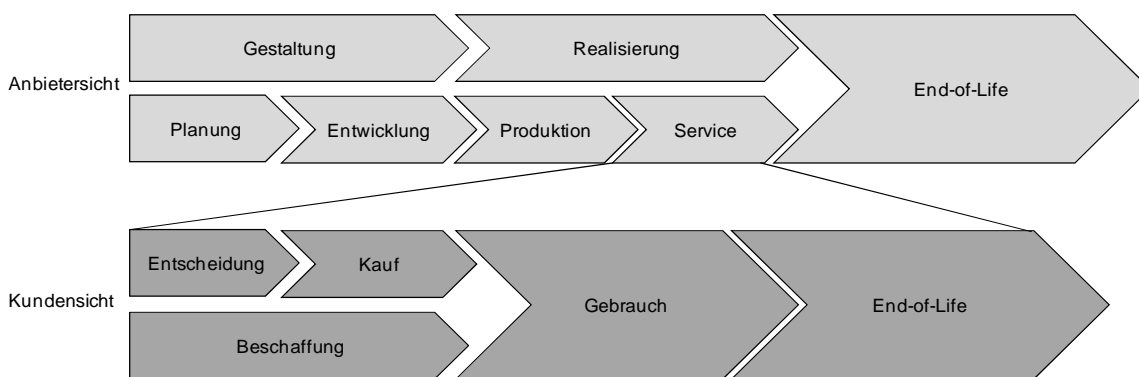 Gestaltung
Realisierung
Anbietersicht
End-of-Life
Planung
Entwicklung
Produktion
Service
Entscheidung
Kauf
Kundensicht
Gebrauch
End-of-Life
Beschaffung